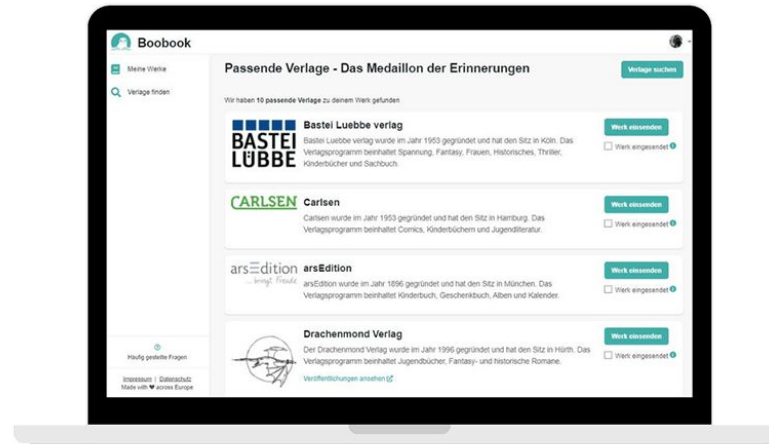 Boobook
Meine Werke
Verlage finden
Häufig gestellte Fragen
Impressum | Datenschutz
Made with ♥ across Europe
Passende Verlage - Das Medaillon der Erinnerungen
Verlage suchen
Wir haben 10 passende Verlage zu deinem Werk gefunden
BASTEI
LÜBBE
Bastei Luebbe verlag
Bastei Luebbe verlag wurde im Jahr 1953 gegründet und hat den Sitz in Köln. Das
Verlagsprogramm beinhaltet Spannung, Fantasy, Frauen, Historisches, Thriller,
Kinderbücher und Sachbuch.
Werk einsenden
Werk eingesendet
CARLSEN
Carlsen
Carlsen wurde im Jahr 1953 gegründet und hat den Sitz in Hamburg. Das
Verlagsprogramm beinhaltet Comics, Kinderbüchern und Jugendliteratur.
Werk einsenden
Werk eingesendet
arsEdition
... bringt Freude
arsEdition
arsEdition wurde im Jahr 1896 gegründet und hat den Sitz in München. Das
Verlagsprogramm beinhaltet Kinderbuch, Geschenkbuch, Alben und Kalender.
Werk einsenden
Werk eingesendet
Drachenmond Verlag
Der Drachenmond Verlag wurde im Jahr 1996 gegründet und hat den Sitz in Hürth. Das
Verlagsprogramm beinhaltet Jugendbücher, Fantasy- und historische Romane.
Veröffentlichungen ansehen
Werk einsenden
Werk eingesendet